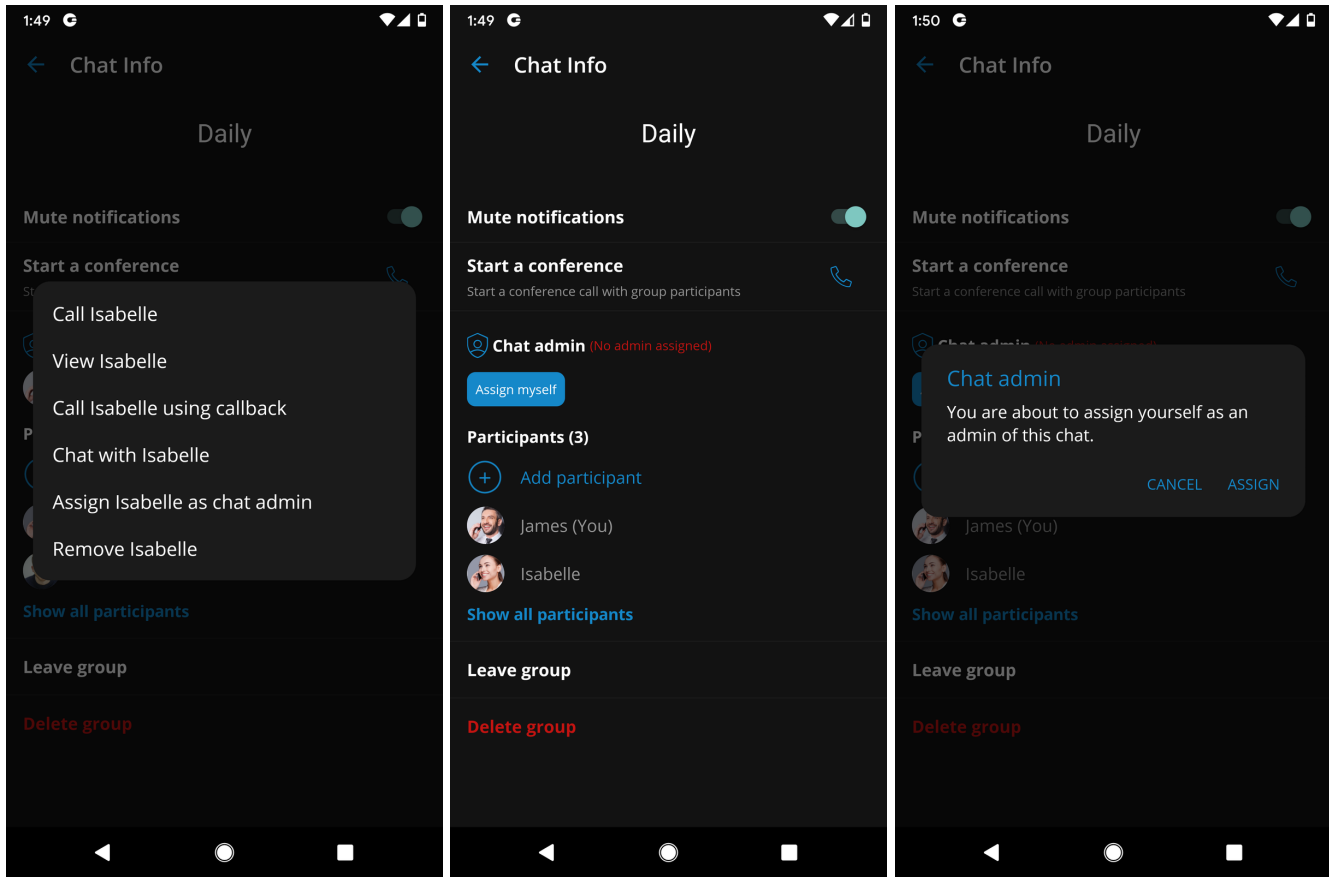 1:49
Chat Info
Daily
Mute notifications
Start a conference
Call Isabelle
View Isabelle
Call Isabelle using callback
Chat with Isabelle
Assign Isabelle as chat admin
Remove Isabelle
Show all participants
Leave group
Delete group
1:49
Chat Info
Daily
Mute notifications
Start a conference
Start a conference call with group participants
Chat admin (No admin assigned)
Assign myself
Participants (3)
Add participant
James (You)
Isabelle
Show all participants
Leave group
Delete group
1:50
Chat Info
Daily
Mute notifications
Start a conference
Start a conference call with group participants
Chat admin (No admin assigned)
Chat admin
You are about to assign yourself as an
admin of this chat.
CANCEL ASSIGN
James (You)
Isabelle
Show all participants
Leave group
Delete group